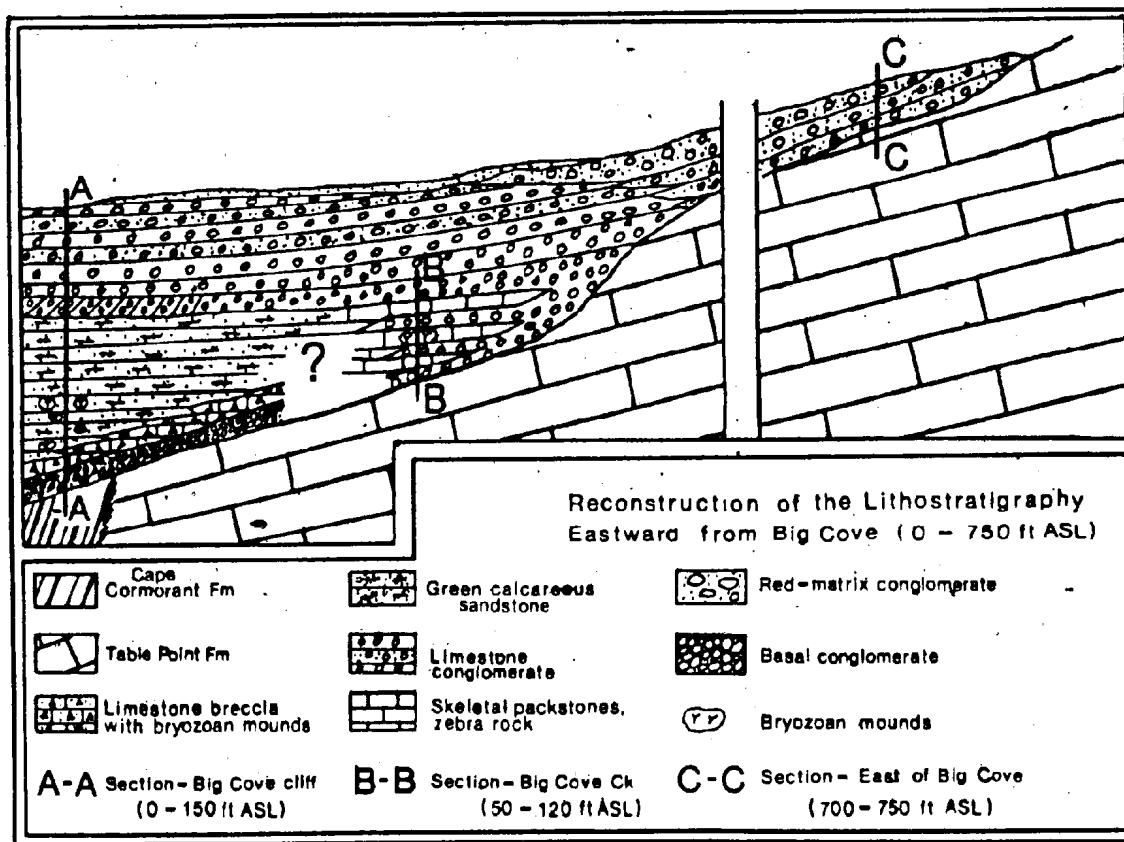 C
A
B
?
B
C
A
Reconstruction of the Lithostratigraphy
Eastward from Big Cove (0 - 750 ft ASL)
Cape
Cormorant Fm
Green calcareous
sandstone
Red-matrix conglomerate
Table Point Fm
Limestone
conglomerate
Basal conglomerate
Limestone breccia
with bryozoan mounds
Skeletal packstones,
zebra rock
Bryozoan mounds
A-A Section-Big Cove cliff
(0-150 ft ASL)
B-B Section-Big Cove Ck
(50-120 ft ASL)
C-C Section- East of Big Cove
(700-750 ft ASL)